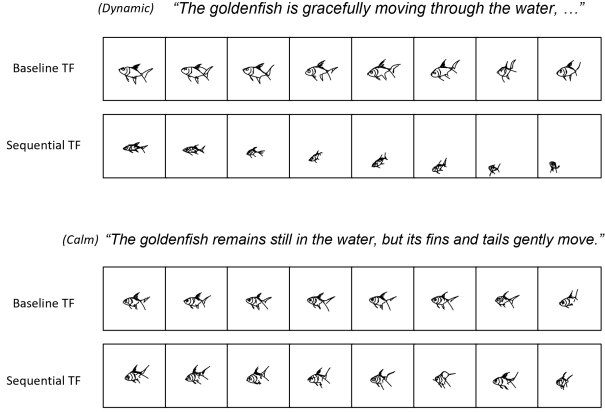 (Dynamic) "The goldenfish is gracefully moving through the water, ..."
Baseline TF
Sequential TF
(Calm) "The goldenfish remains still in the water, but its fins and tails gently move."
Baseline TF
Sequential TF